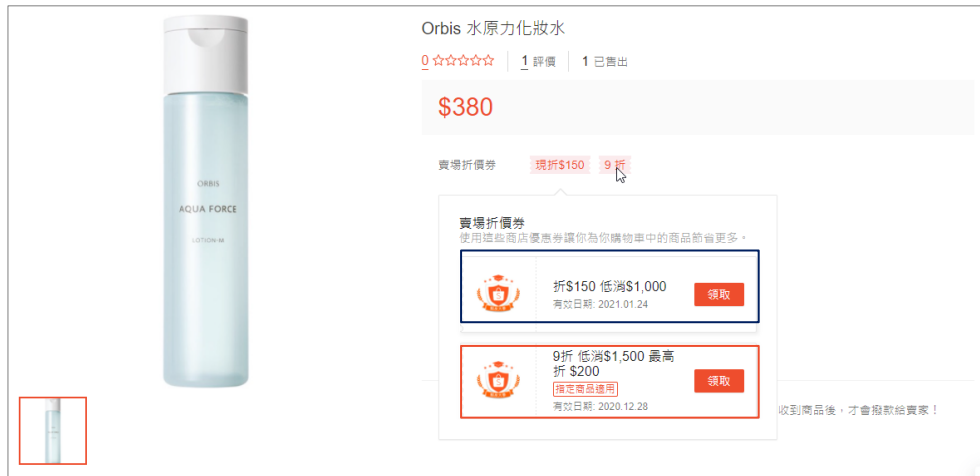 Orbis 水原力化妝水
0 1 評價 1 已售出
$380
賣場折價券 現折$150 9 折
ORBIS
AQUA FORCE
LOTION-M
賣場折價券
使用這些商店優惠券讓你為你購物車中的商品節省更多。
折$150 低消$1,000
有效日期: 2021.01.24
領取
9折 低消$1,500 最高
折 $200
指定商品適用
有效日期: 2020.12.28
領取
收到商品後，才會撥款給賣家！